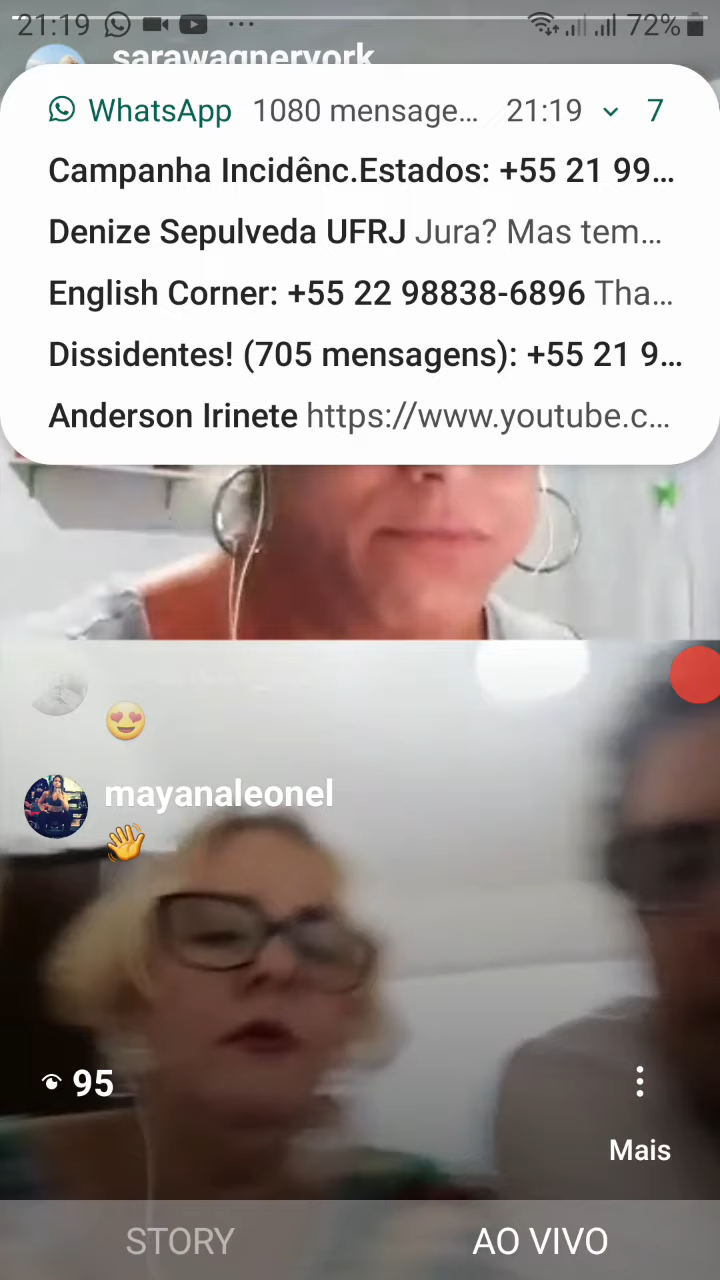 21:19 ... 72%
sarawagneryork
WhatsApp 1080 mensage... 21:19 7
Campanha Incidênc.Estados: +55 21 99...
Denize Sepulveda UFRJ Jura? Mas tem...
English Corner: +55 22 98838-6896 Tha...
Dissidentes! (705 mensagens): +55 21 9...
Anderson Irinete https://www.youtube.c...
😍
mayanaleonel
👋
95
Mais
STORY AO VIVO